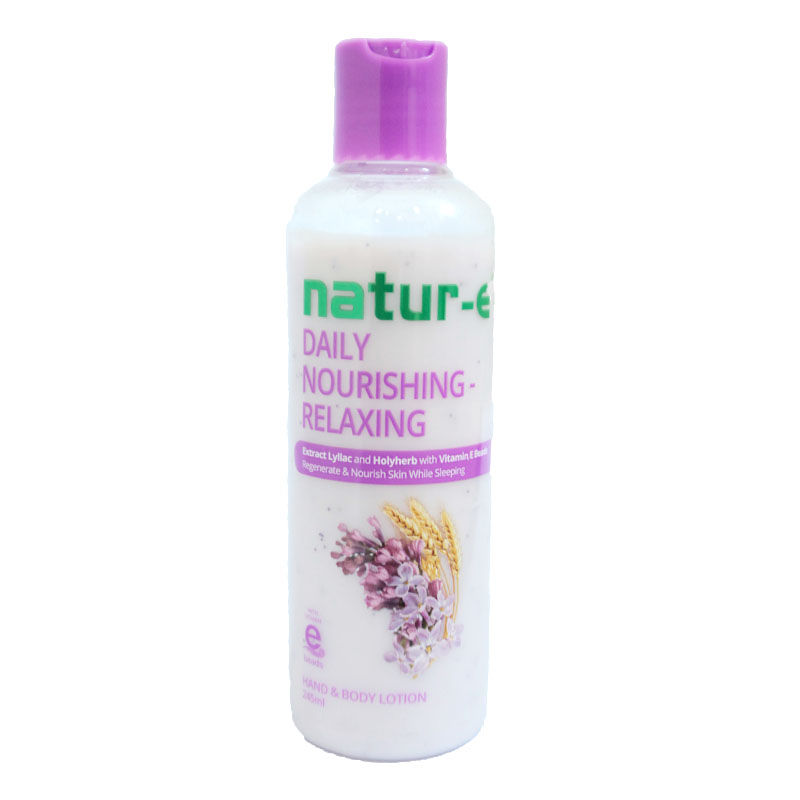 natur-e
DAILY
NOURISHING -
RELAXING
Extract Lyllac and Holyherb with Vitamin E
Regenerate & Nourish Skin While Sleeping
e
beads
HAND & BODY LOTION
245ml